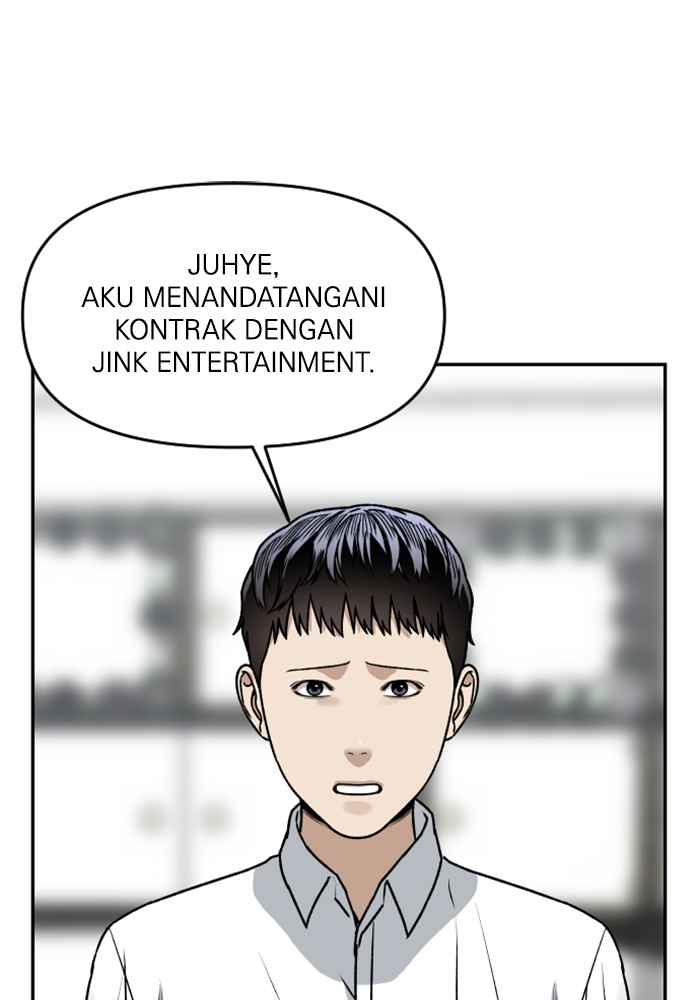 JUHYE,
AKU MENANDATANGANI
KONTRAK DENGAN
JINK ENTERTAINMENT.